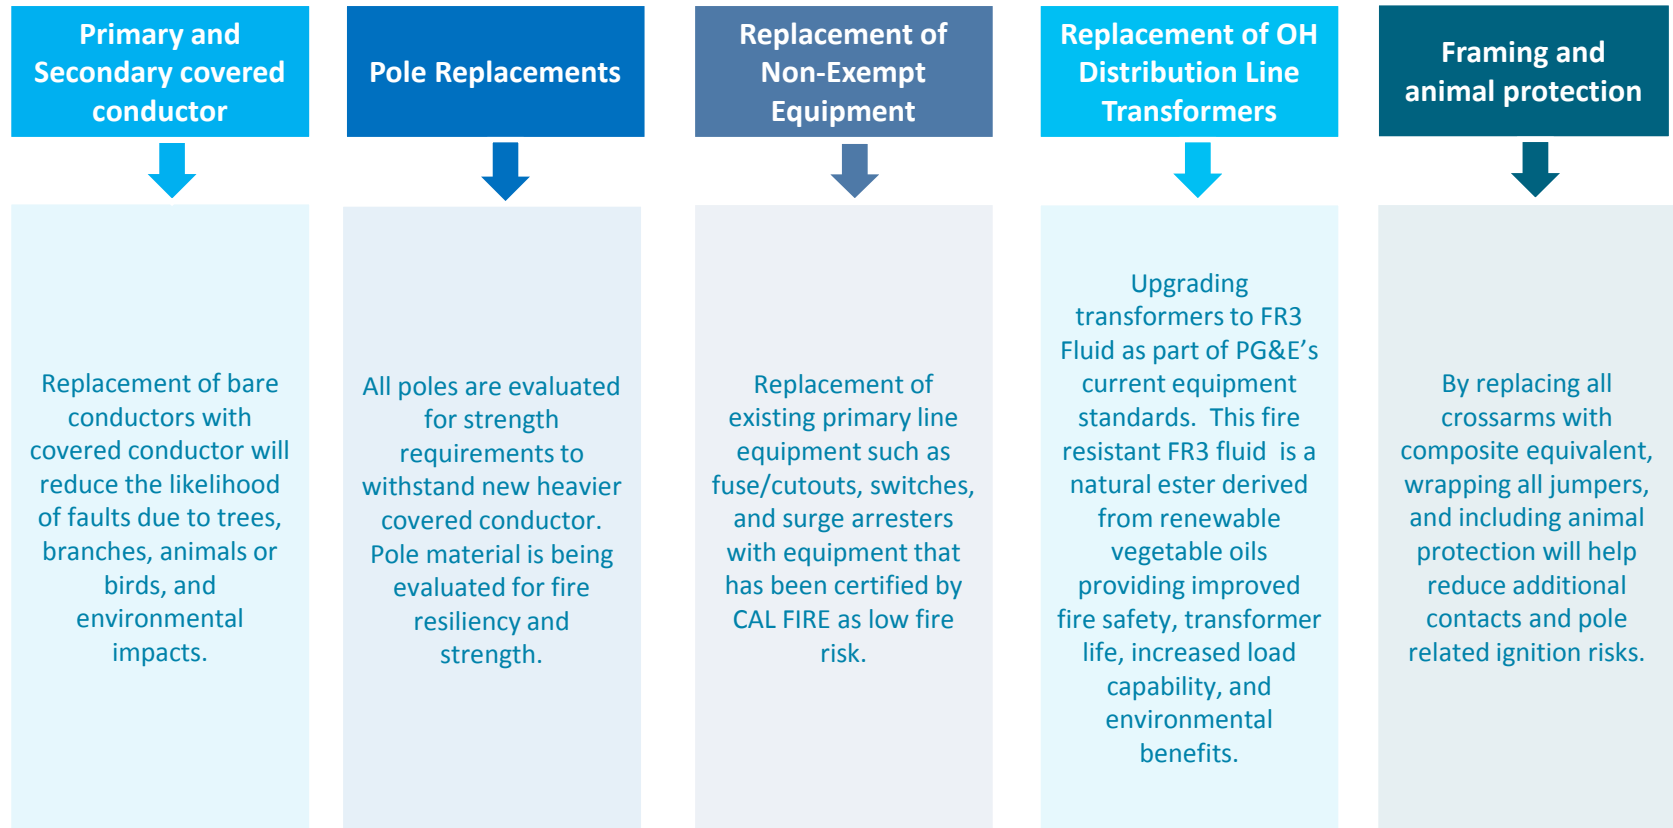 Primary and
Secondary covered
conductor
Replacement of bare
conductors with
covered conductor will
reduce the likelihood
of faults due to trees,
branches, animals or
birds, and
environmental
impacts.
Pole Replacements
All poles are evaluated
for strength
requirements to
withstand new heavier
covered conductor.
Pole material is being
evaluated for fire
resiliency and
strength.
Replacement of
Non-Exempt
Equipment
Replacement of
existing primary line
equipment such as
fuse/cutouts, switches,
and surge arresters
with equipment that
has been certified by
CAL FIRE as low fire
risk.
Replacement of OH
Distribution Line
Transformers
Upgrading
transformers to FR3
Fluid as part of PG&E’s
current equipment
standards.  This fire
resistant FR3 fluid  is a
natural ester derived
from renewable
vegetable oils
providing improved
fire safety, transformer
life, increased load
capability, and
environmental
benefits.
Framing and
animal protection
By replacing all
crossarms with
composite equivalent,
wrapping all jumpers,
and including animal
protection will help
reduce additional
contacts and pole
related ignition risks.